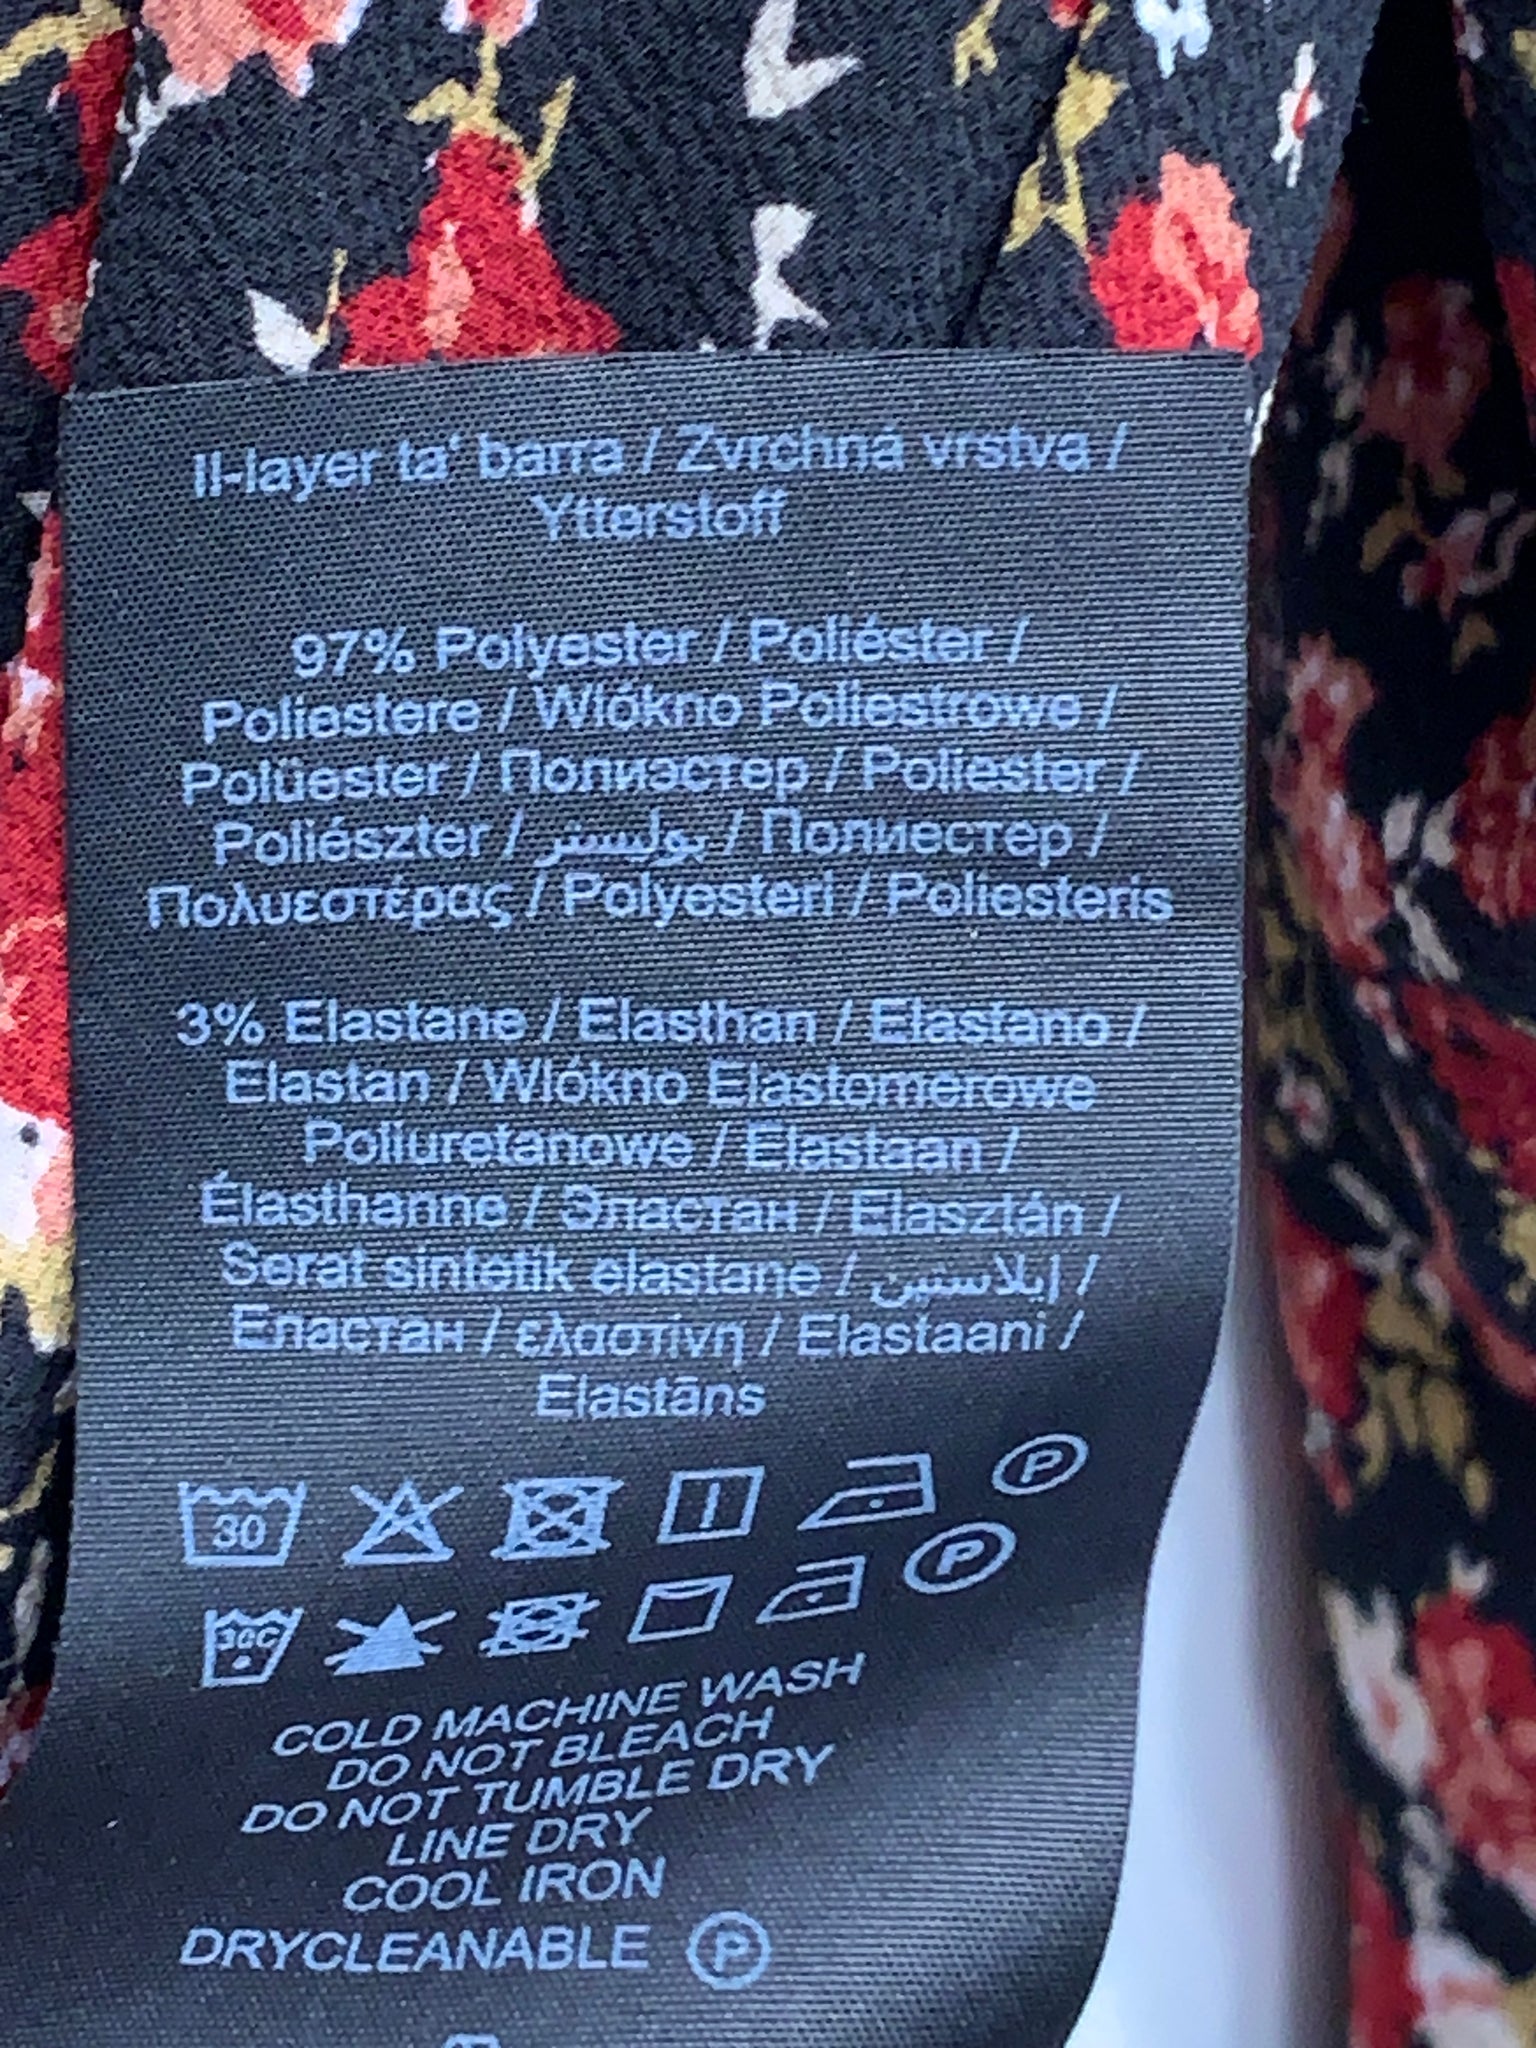 Il-layer ta' barra / Zvrchná vrstva /
Ytterstoff
97% Polyester / Poliéster /
Poliestere / Włókno Poliestrowe /
Polüester / Полиэстер / Poliester /
Poliészter / بوليستر / Полиестер /
Πολυεστέρας / Polyesteri / Poliesteris
3% Elastane / Elasthan / Elastano /
Elastan / Włókno Elastomerowe
Poliuretanowe / Elastaan /
Élasthanne / Эластан / Elasztán /
Serat sintetik elastane / إيلاستين /
Еластан / ελαστίνη / Elastaani /
Elastāns
30 P
30C P
COLD MACHINE WASH
DO NOT BLEACH
DO NOT TUMBLE DRY
LINE DRY
COOL IRON
DRYCLEANABLE P